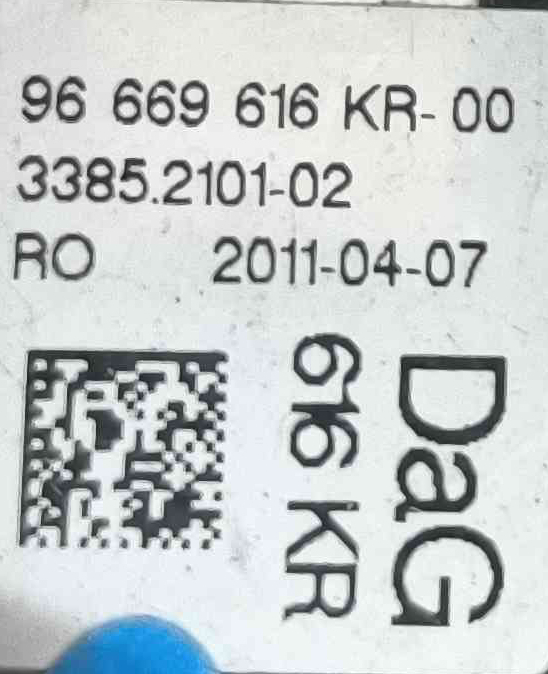 96 669 616 KR-00
3385.2101-02
RO 2011-04-07
DaG
616 KR